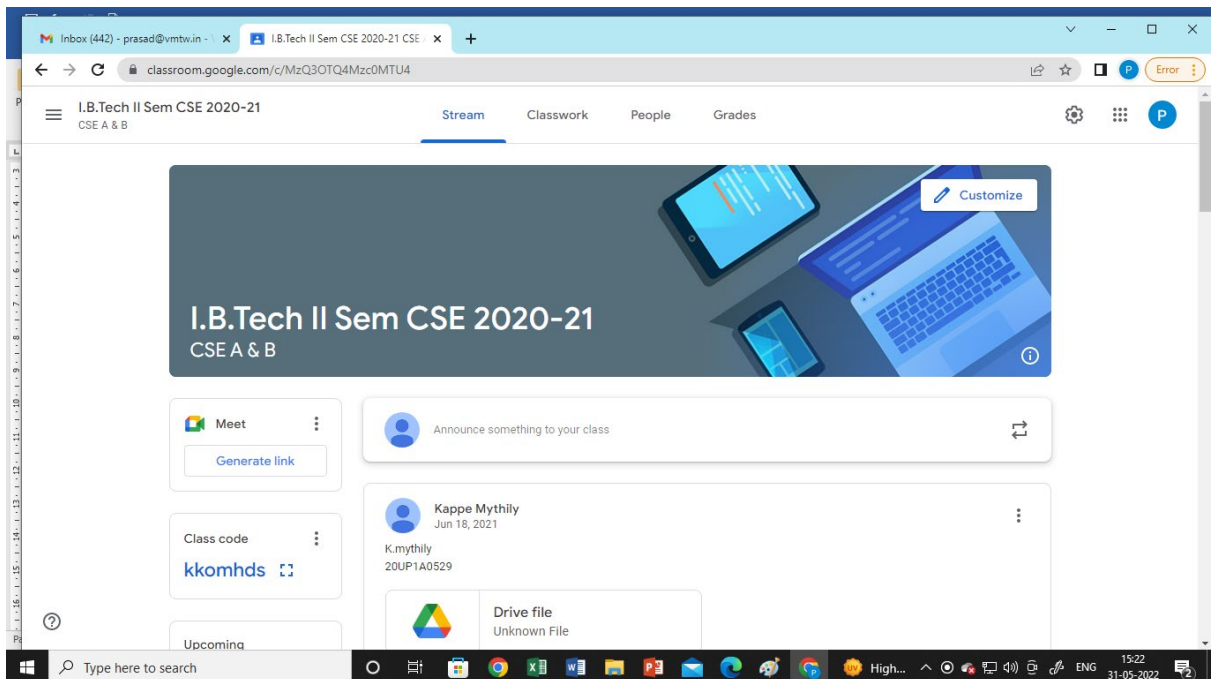 Inbox (442) - prasad@vmtw.in -
I.B.Tech II Sem CSE 2020-21 CSE
classroom.google.com/c/MzQ3OTQ4Mzc0MTU4
P
Error
I.B.Tech II Sem CSE 2020-21
CSE A & B
Stream
Classwork
People
Grades
P
Customize
I.B.Tech II Sem CSE 2020-21
CSE A & B
Meet
Generate link
Announce something to your class
Class code
kkomhds
Kappe Mythily
Jun 18, 2021
K.mythily
20UP1A0529
Drive file
Unknown File
Upcoming
Type here to search
High...
ENG
15:22
31-05-2022